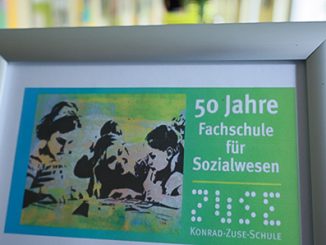 50 Jahre
Fachschule
für
Sozialwesen
ZUSE
KONRAD-ZUSE-SCHULE